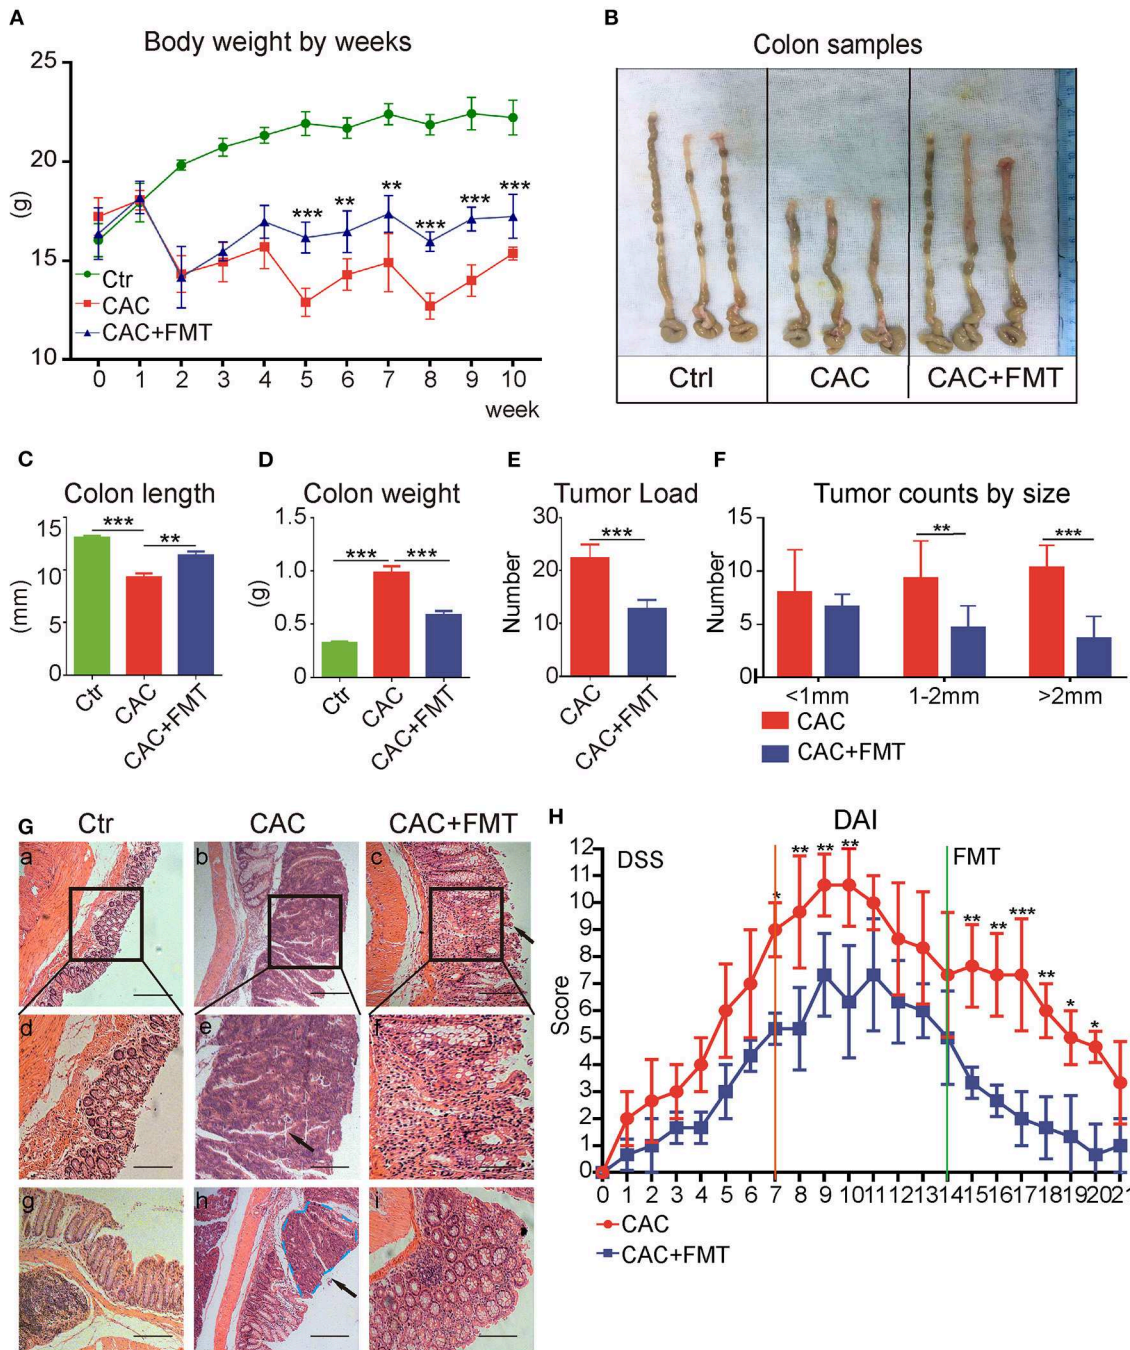 A
Body weight by weeks
25
20
15
10
(g)
*** ** ** *** *** ***
Ctr
CAC
CAC+FMT
0 1 2 3 4 5 6 7 8 9 10
week
B
Colon samples
Ctrl CAC CAC+FMT
C
Colon length
15
10
5
0
(mm)
*** **
Ctr CAC CAC+FMT
D
Colon weight
1.5
1.0
0.5
0
(g)
*** ***
Ctr CAC CAC+FMT
E
Tumor Load
30
20
10
0
Number
***
CAC CAC+FMT
F
Tumor counts by size
15
10
5
0
Number
** ***
<1mm 1-2mm >2mm
CAC
CAC+FMT
G
Ctr CAC CAC+FMT
a b c
d e f
g h i
H
DAI
DSS FMT
12
11
10
9
8
7
6
5
4
3
2
1
0
Score
* ** ** ** ** ** *** ** * *
0 1 2 3 4 5 6 7 8 9 10 11 12 13 14 15 16 17 18 19 20 21
CAC
CAC+FMT